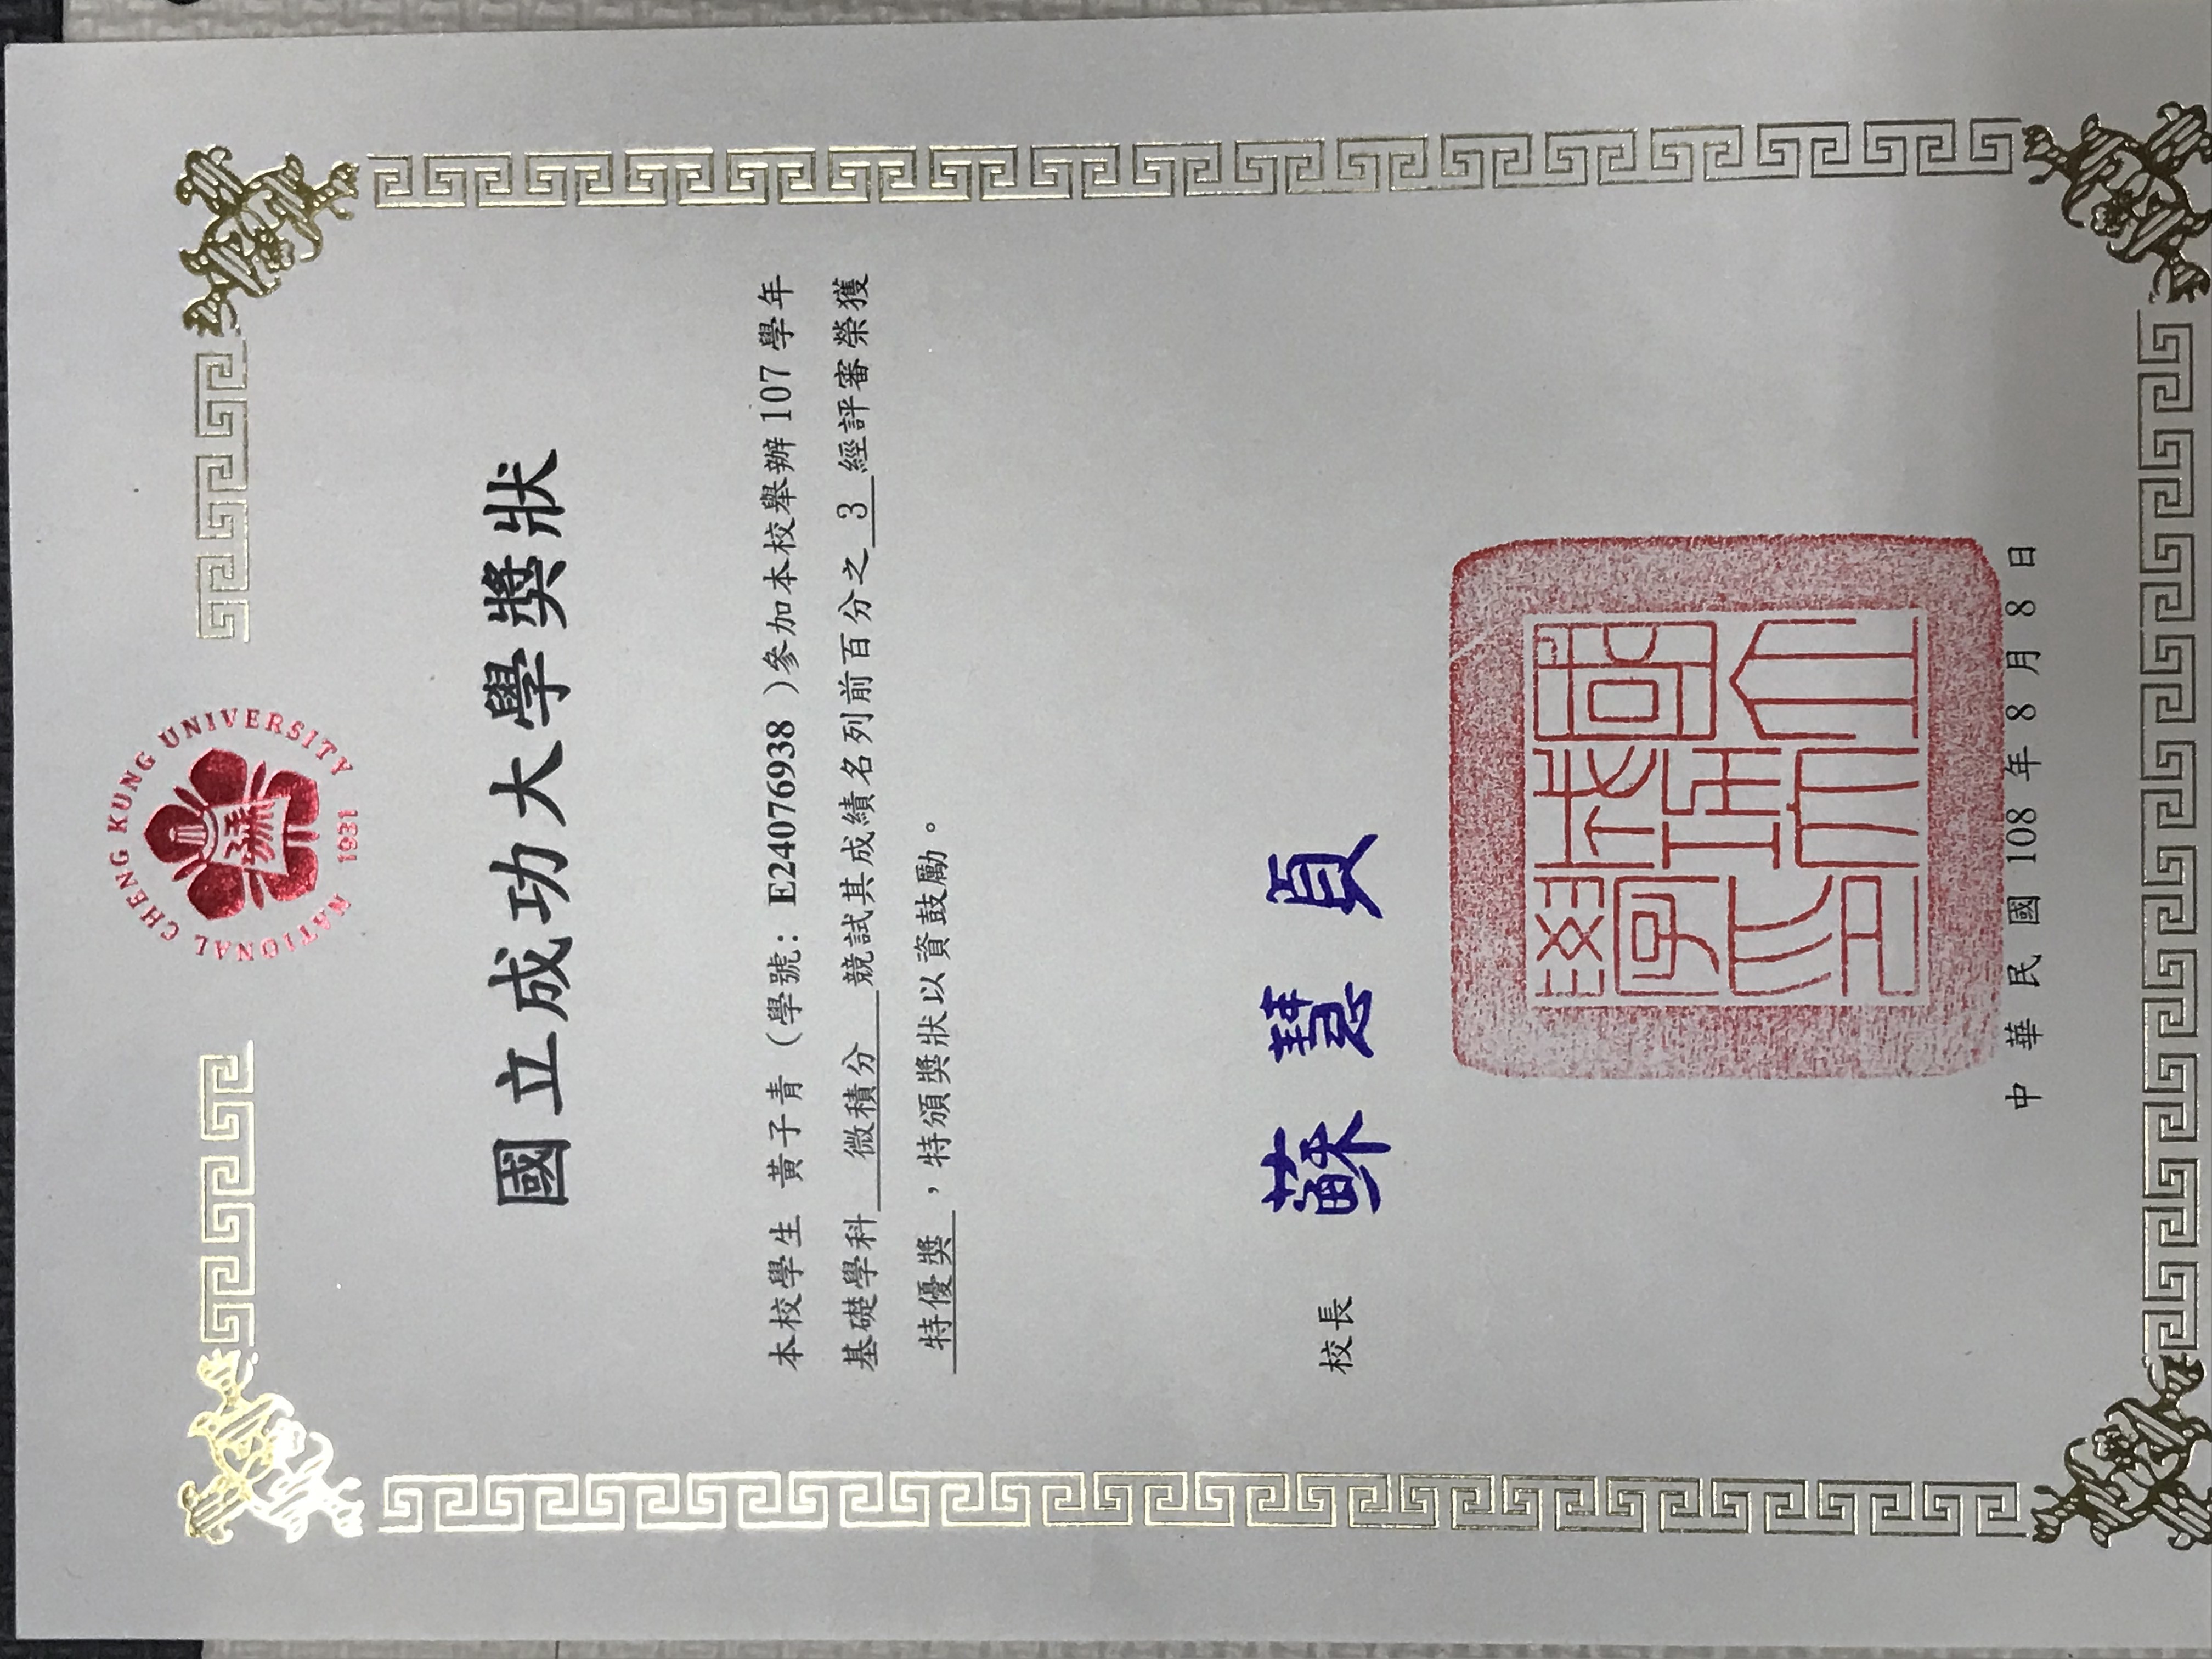 NATIONAL CHENG KUNG UNIVERSITY
1931
國立成功大學獎狀
本校學生 黃子青 (學號: E24076938 )參加本校舉辦 107 學年
基礎學科 微積分 競試其成績名列前百分之 3 經評審榮獲
特優獎 ,特頒獎狀以資鼓勵。
校長 蘇慧貞
國立成功大學印
中華民國 108 年 8 月 8 日